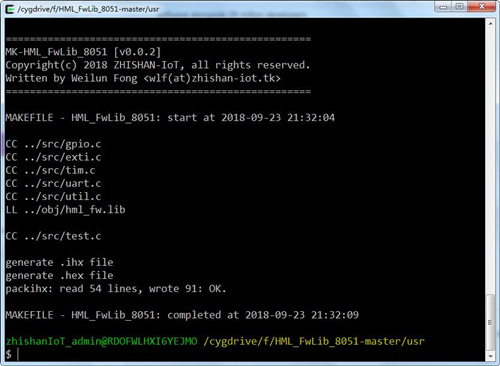 /cygdrive/f/HML_FwLib_8051-master/usr
====================================================
MK-HML_FwLib_8051 [v0.0.2]
Copyright(c) 2018 ZHISHAN-IoT, all rights reserved.
Written by Weilun Fong <wlf(at)zhishan-iot.tk>
====================================================
MAKEFILE - HML_FwLib_8051: start at 2018-09-23 21:32:04
CC ../src/gpio.c
CC ../src/exti.c
CC ../src/tim.c
CC ../src/uart.c
CC ../src/util.c
LL ../obj/hml_fw.lib
CC ../src/test.c
generate .ihx file
generate .hex file
packihx: read 54 lines, wrote 91: OK.
MAKEFILE - HML_FwLib_8051: completed at 2018-09-23 21:32:09
zhishanIoT_admin@RDOFWLHXI6YEJMO /cygdrive/f/HML_FwLib_8051-master/usr
$